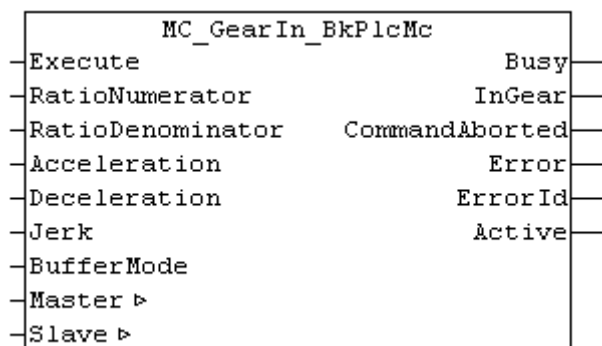 MC_GearIn_BkPlcMc
Execute Busy
RatioNumerator InGear
RatioDenominator CommandAborted
Acceleration Error
Deceleration ErrorId
Jerk Active
BufferMode
Master ▷
Slave ▷